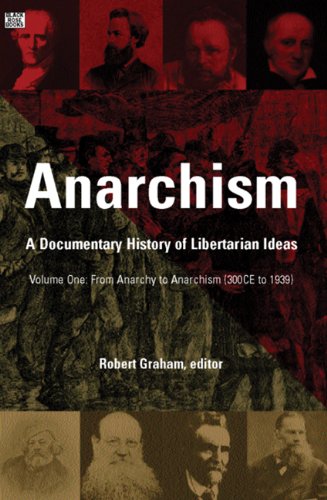 BLACK
ROSE
BOOKS
Anarchism
A Documentary History of Libertarian Ideas
Volume One: From Anarchy to Anarchism (300CE to 1939)
Robert Graham, editor